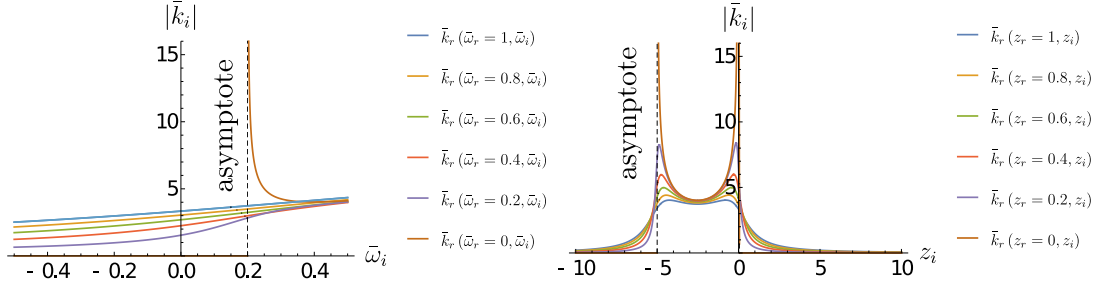 |k̄ᵢ|
15
10
5
asymptote
- 0.4
- 0.2
0.0
0.2
0.4
ω̄ᵢ
k̄ᵣ (ω̄ᵣ = 1, ω̄ᵢ)
k̄ᵣ (ω̄ᵣ = 0.8, ω̄ᵢ)
k̄ᵣ (ω̄ᵣ = 0.6, ω̄ᵢ)
k̄ᵣ (ω̄ᵣ = 0.4, ω̄ᵢ)
k̄ᵣ (ω̄ᵣ = 0.2, ω̄ᵢ)
k̄ᵣ (ω̄ᵣ = 0, ω̄ᵢ)
|k̄ᵢ|
15
10
5
asymptote
- 10
- 5
0
5
10
zᵢ
k̄ᵣ (zᵣ = 1, zᵢ)
k̄ᵣ (zᵣ = 0.8, zᵢ)
k̄ᵣ (zᵣ = 0.6, zᵢ)
k̄ᵣ (zᵣ = 0.4, zᵢ)
k̄ᵣ (zᵣ = 0.2, zᵢ)
k̄ᵣ (zᵣ = 0, zᵢ)